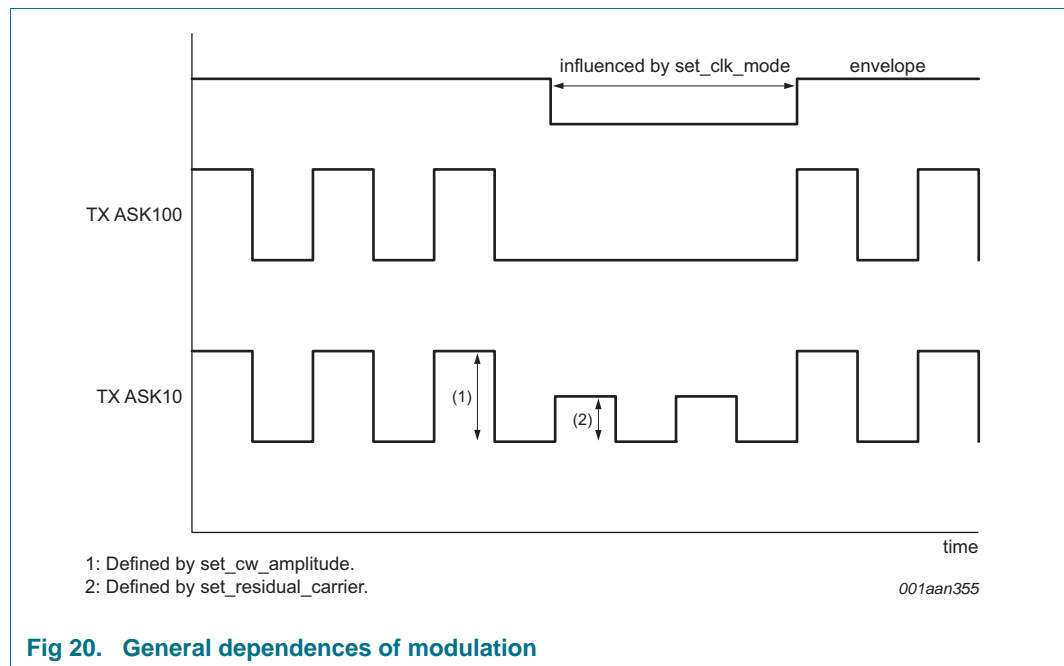 influenced by set_clk_mode envelope
TX ASK100
TX ASK10
(1)
(2)
time
1: Defined by set_cw_amplitude.
2: Defined by set_residual_carrier.
001aan355
Fig 20. General dependences of modulation